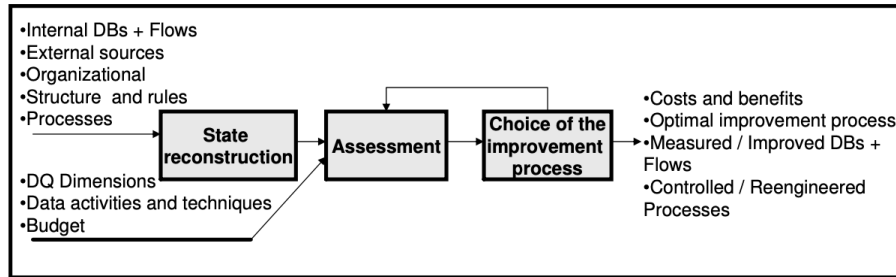 •Internal DBs + Flows
•External sources
•Organizational
•Structure and rules
•Processes
State
reconstruction
Assessment
Choice of the
improvement
process
•DQ Dimensions
•Data activities and techniques
•Budget
•Costs and benefits
•Optimal improvement process
•Measured / Improved DBs +
Flows
•Controlled / Reengineered
Processes